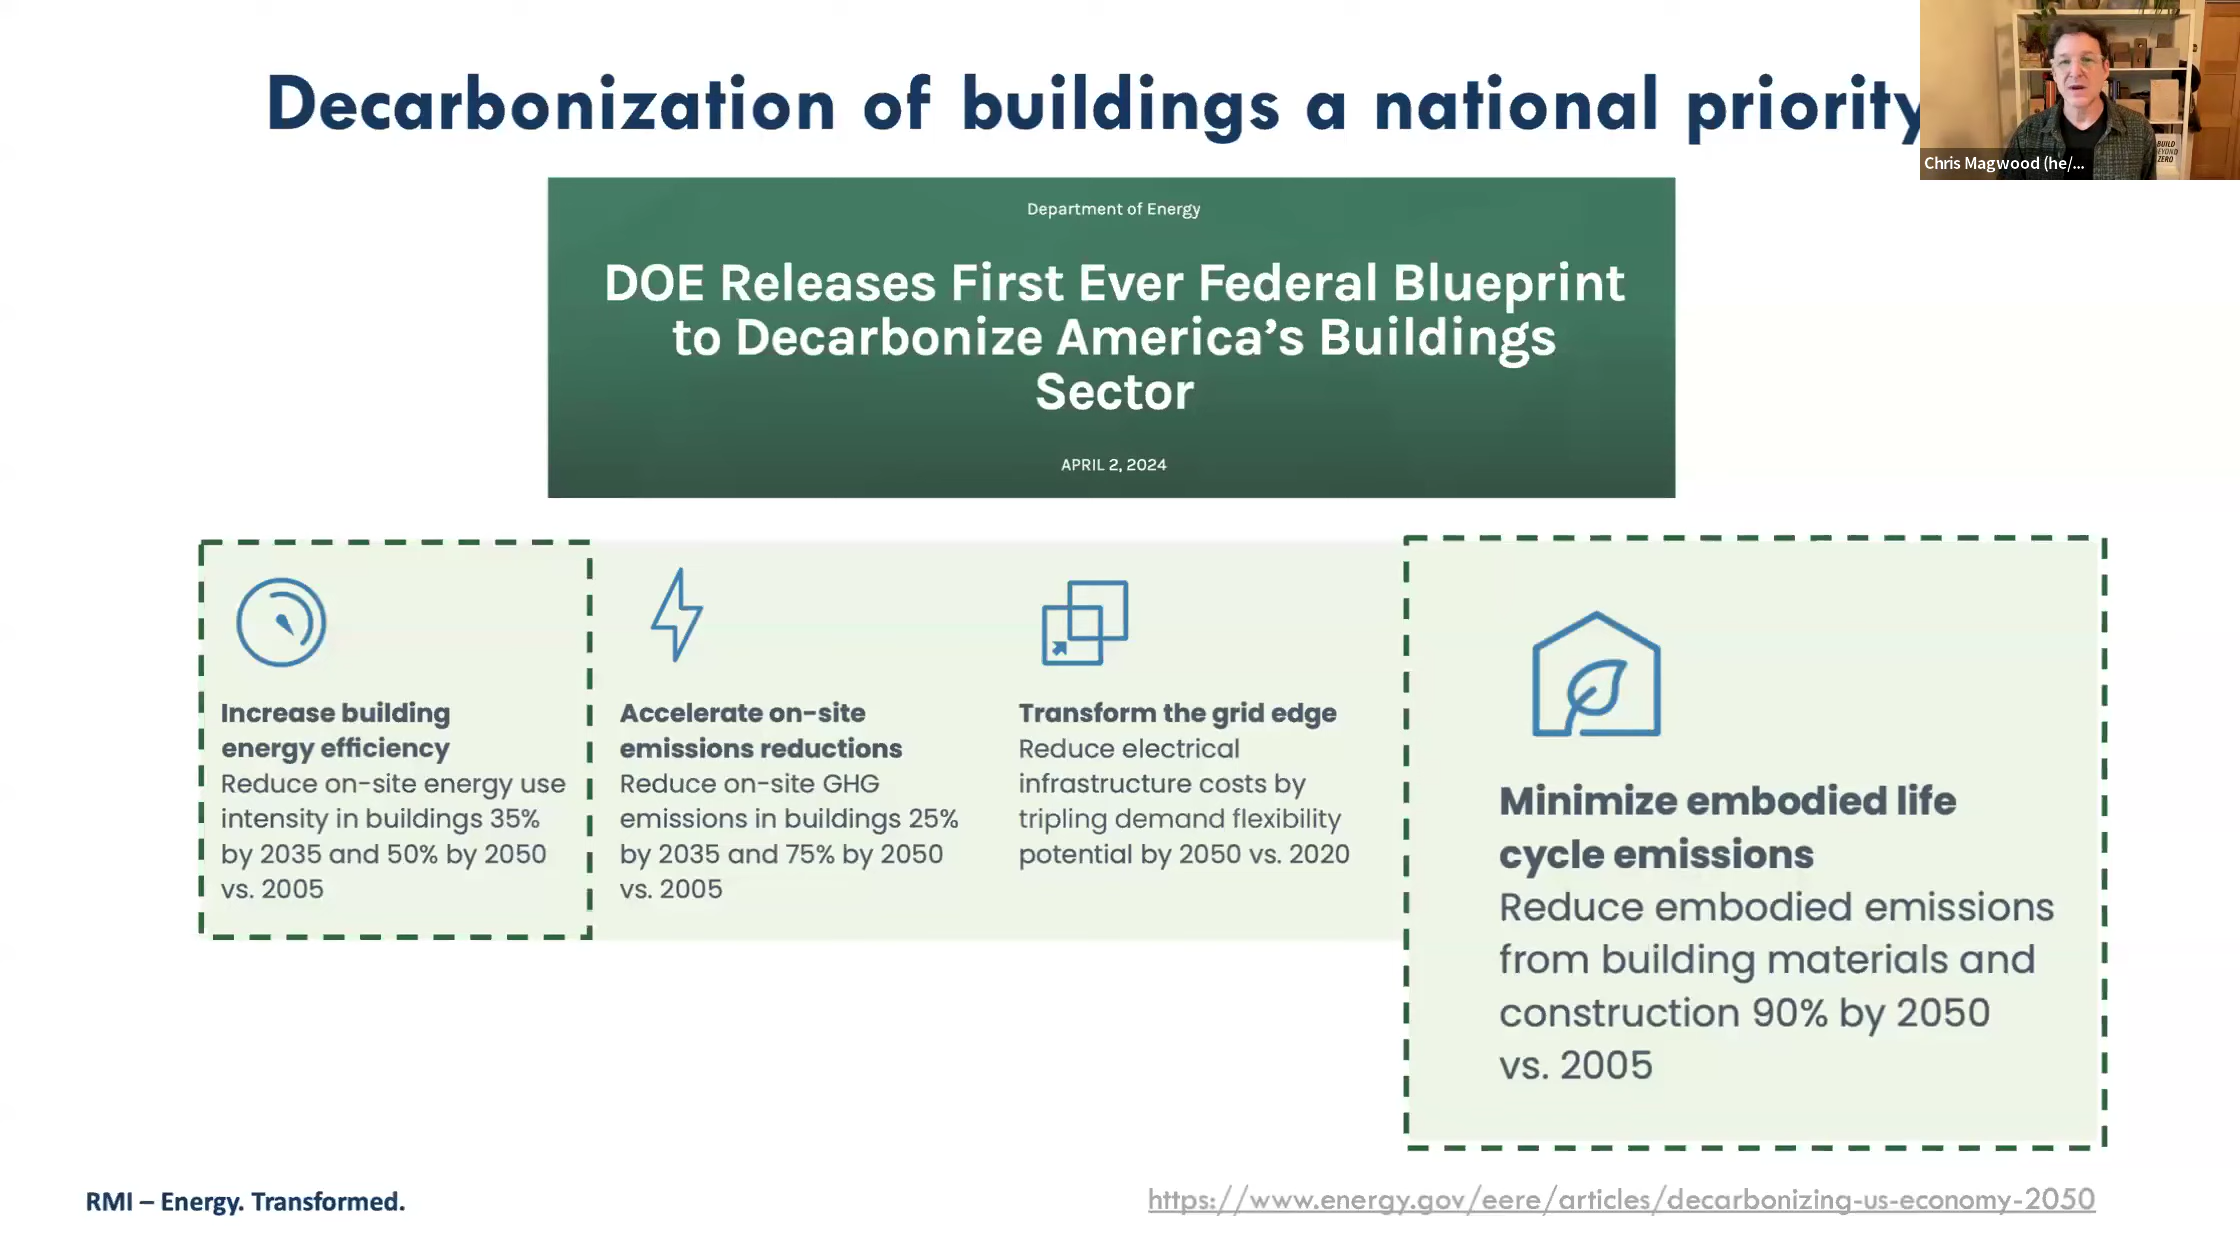 Decarbonization of buildings a national priority
Chris Magwood (he/...
BUILD
BEYOND
ZERO
Department of Energy
DOE Releases First Ever Federal Blueprint
to Decarbonize America's Buildings
Sector
APRIL 2, 2024
Increase building
energy efficiency
Reduce on-site energy use
intensity in buildings 35%
by 2035 and 50% by 2050
vs. 2005
Accelerate on-site
emissions reductions
Reduce on-site GHG
emissions in buildings 25%
by 2035 and 75% by 2050
vs. 2005
Transform the grid edge
Reduce electrical
infrastructure costs by
tripling demand flexibility
potential by 2050 vs. 2020
Minimize embodied life
cycle emissions
Reduce embodied emissions
from building materials and
construction 90% by 2050
vs. 2005
RMI – Energy. Transformed.
https://www.energy.gov/eere/articles/decarbonizing-us-economy-2050